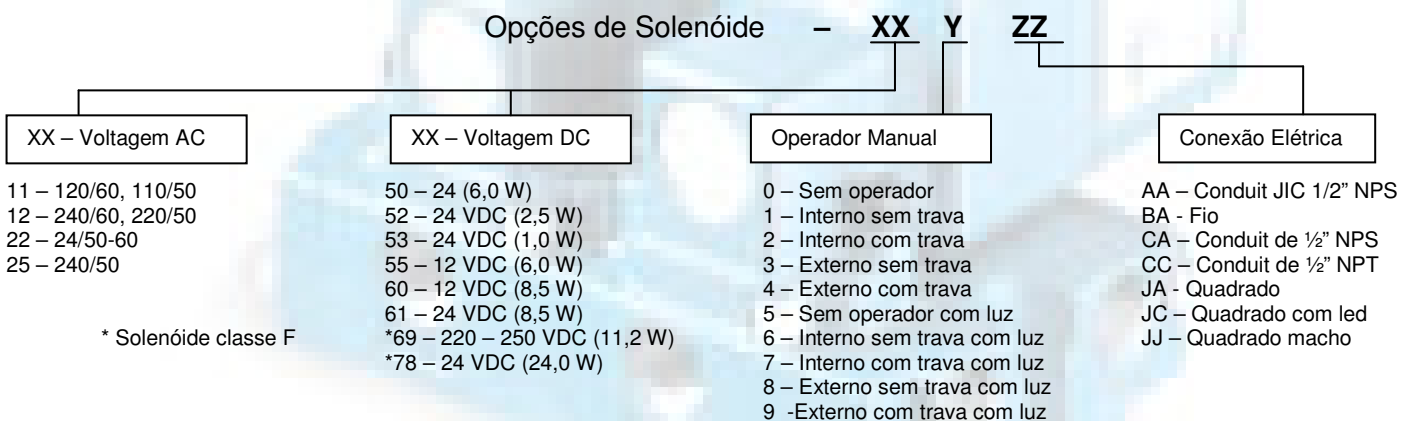 Opções de Solenóide – XX Y ZZ
XX – Voltagem AC
11 – 120/60, 110/50
12 – 240/60, 220/50
22 – 24/50-60
25 – 240/50
* Solenóide classe F
XX – Voltagem DC
50 – 24 (6,0 W)
52 – 24 VDC (2,5 W)
53 – 24 VDC (1,0 W)
55 – 12 VDC (6,0 W)
60 – 12 VDC (8,5 W)
61 – 24 VDC (8,5 W)
*69 – 220 – 250 VDC (11,2 W)
*78 – 24 VDC (24,0 W)
Operador Manual
0 – Sem operador
1 – Interno sem trava
2 – Interno com trava
3 – Externo sem trava
4 – Externo com trava
5 – Sem operador com luz
6 – Interno sem trava com luz
7 – Interno com trava com luz
8 – Externo sem trava com luz
9 -Externo com trava com luz
Conexão Elétrica
AA – Conduit JIC 1/2” NPS
BA - Fio
CA – Conduit de ½” NPS
CC – Conduit de ½” NPT
JA - Quadrado
JC – Quadrado com led
JJ – Quadrado macho